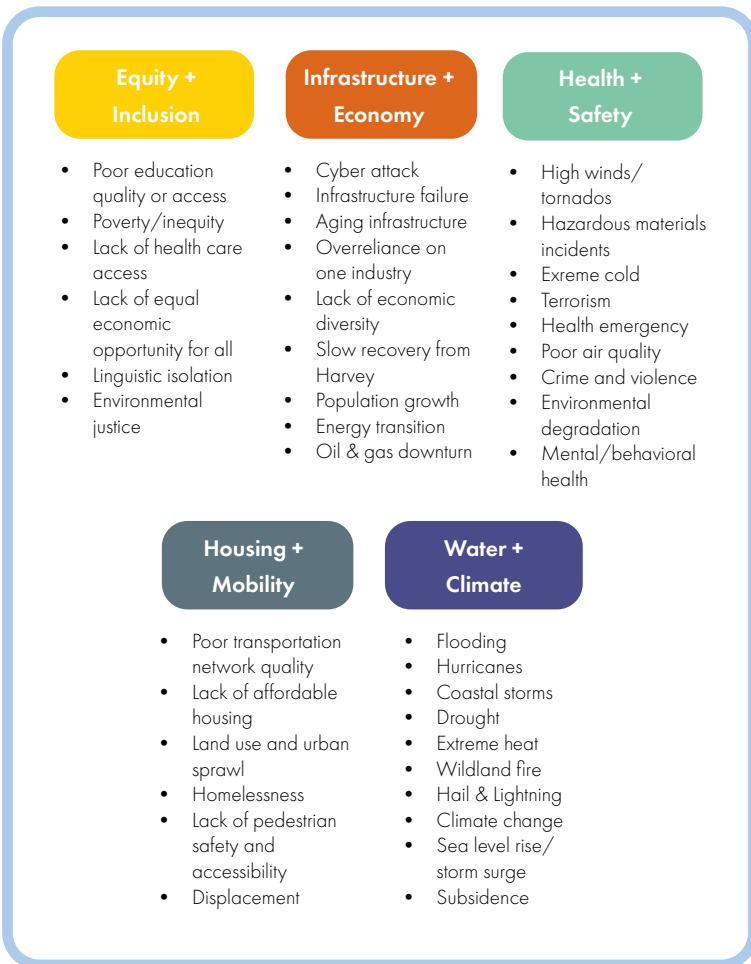 Equity +
Inclusion
• Poor education
quality or access
• Poverty/inequity
• Lack of health care
access
• Lack of equal
economic
opportunity for all
• Linguistic isolation
• Environmental
justice
Infrastructure +
Economy
• Cyber attack
• Infrastructure failure
• Aging infrastructure
• Overreliance on
one industry
• Lack of economic
diversity
• Slow recovery from
Harvey
• Population growth
• Energy transition
• Oil & gas downturn
Health +
Safety
• High winds/
tornados
• Hazardous materials
incidents
• Exreme cold
• Terrorism
• Health emergency
• Poor air quality
• Crime and violence
• Environmental
degradation
• Mental/behavioral
health
Housing +
Mobility
• Poor transportation
network quality
• Lack of affordable
housing
• Land use and urban
sprawl
• Homelessness
• Lack of pedestrian
safety and
accessibility
• Displacement
Water +
Climate
• Flooding
• Hurricanes
• Coastal storms
• Drought
• Extreme heat
• Wildland fire
• Hail & Lightning
• Climate change
• Sea level rise/
storm surge
• Subsidence